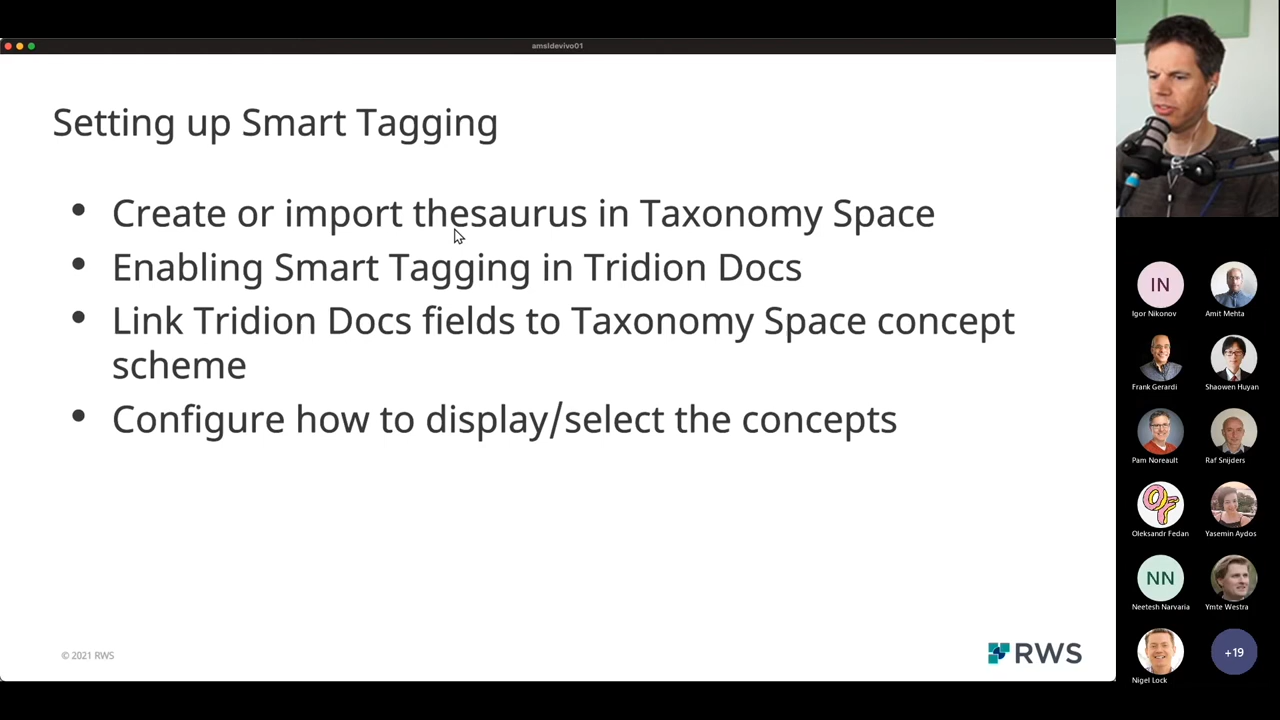 amsldevivo01
Setting up Smart Tagging
• Create or import thesaurus in Taxonomy Space
• Enabling Smart Tagging in Tridion Docs
• Link Tridion Docs fields to Taxonomy Space concept
scheme
• Configure how to display/select the concepts
© 2021 RWS
RWS
IN
Igor Nikonov
Amit Mehta
Frank Gerardi
Shaowen Huyan
Pam Noreault
Raf Snijders
OF
Oleksandr Fedan
Yasemin Aydos
NN
Neetesh Narvaria
Ymte Westra
Nigel Lock
+19